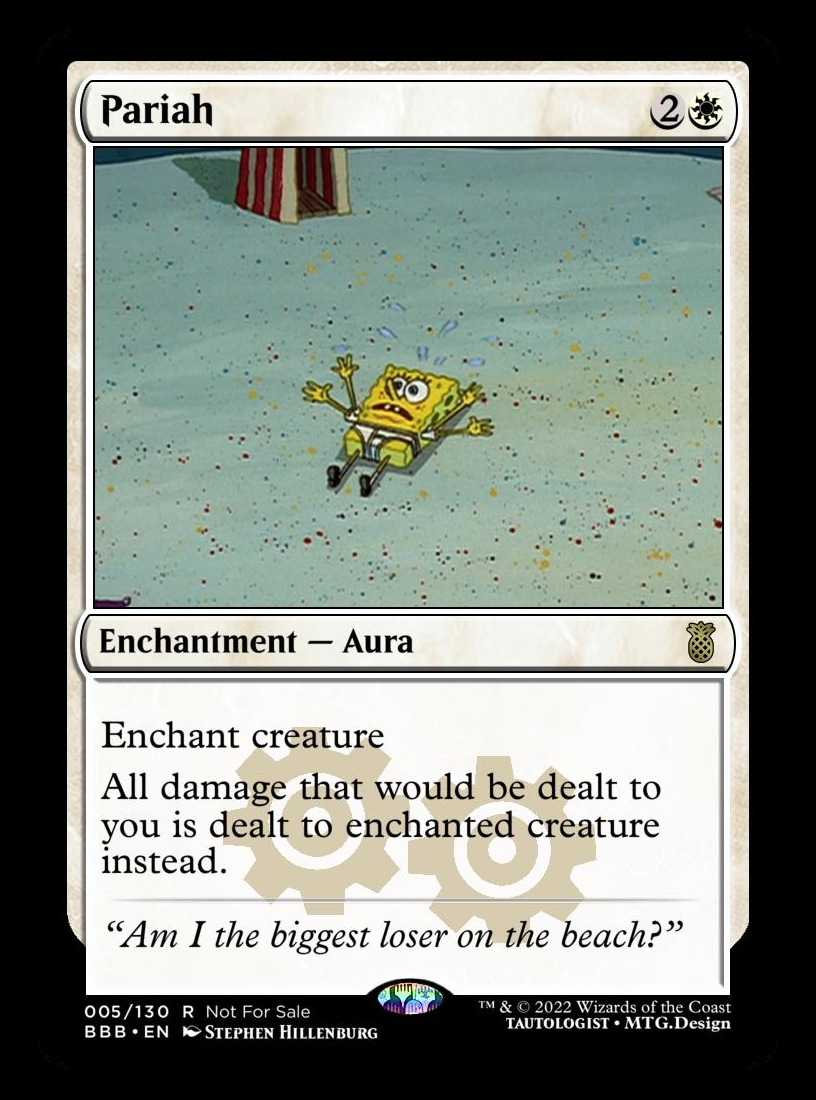 Pariah 2
Enchantment — Aura
Enchant creature
All damage that would be dealt to
you is dealt to enchanted creature
instead.
“Am I the biggest loser on the beach?”
005/130 R Not For Sale
BBB • EN STEPHEN HILLENBURG
™ & © 2022 Wizards of the Coast
TAUTOLOGIST • MTG.Design